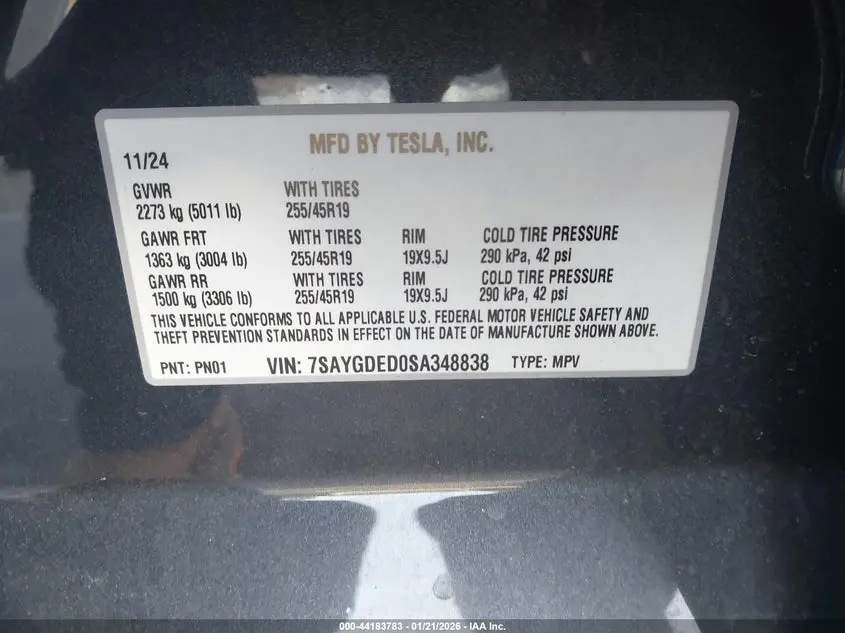 MFD BY TESLA, INC.
11/24
GVWR WITH TIRES
2273 kg (5011 lb) 255/45R19
GAWR FRT WITH TIRES RIM COLD TIRE PRESSURE
1363 kg (3004 lb) 255/45R19 19X9.5J 290 kPa, 42 psi
GAWR RR WITH TIRES RIM COLD TIRE PRESSURE
1500 kg (3306 lb) 255/45R19 19X9.5J 290 kPa, 42 psi
THIS VEHICLE CONFORMS TO ALL APPLICABLE U.S. FEDERAL MOTOR VEHICLE SAFETY AND
THEFT PREVENTION STANDARDS IN EFFECT ON THE DATE OF MANUFACTURE SHOWN ABOVE.
PNT: PN01 VIN: 7SAYGDED0SA348838 TYPE: MPV
000-44183783 - 01/21/2026 - IAA Inc.